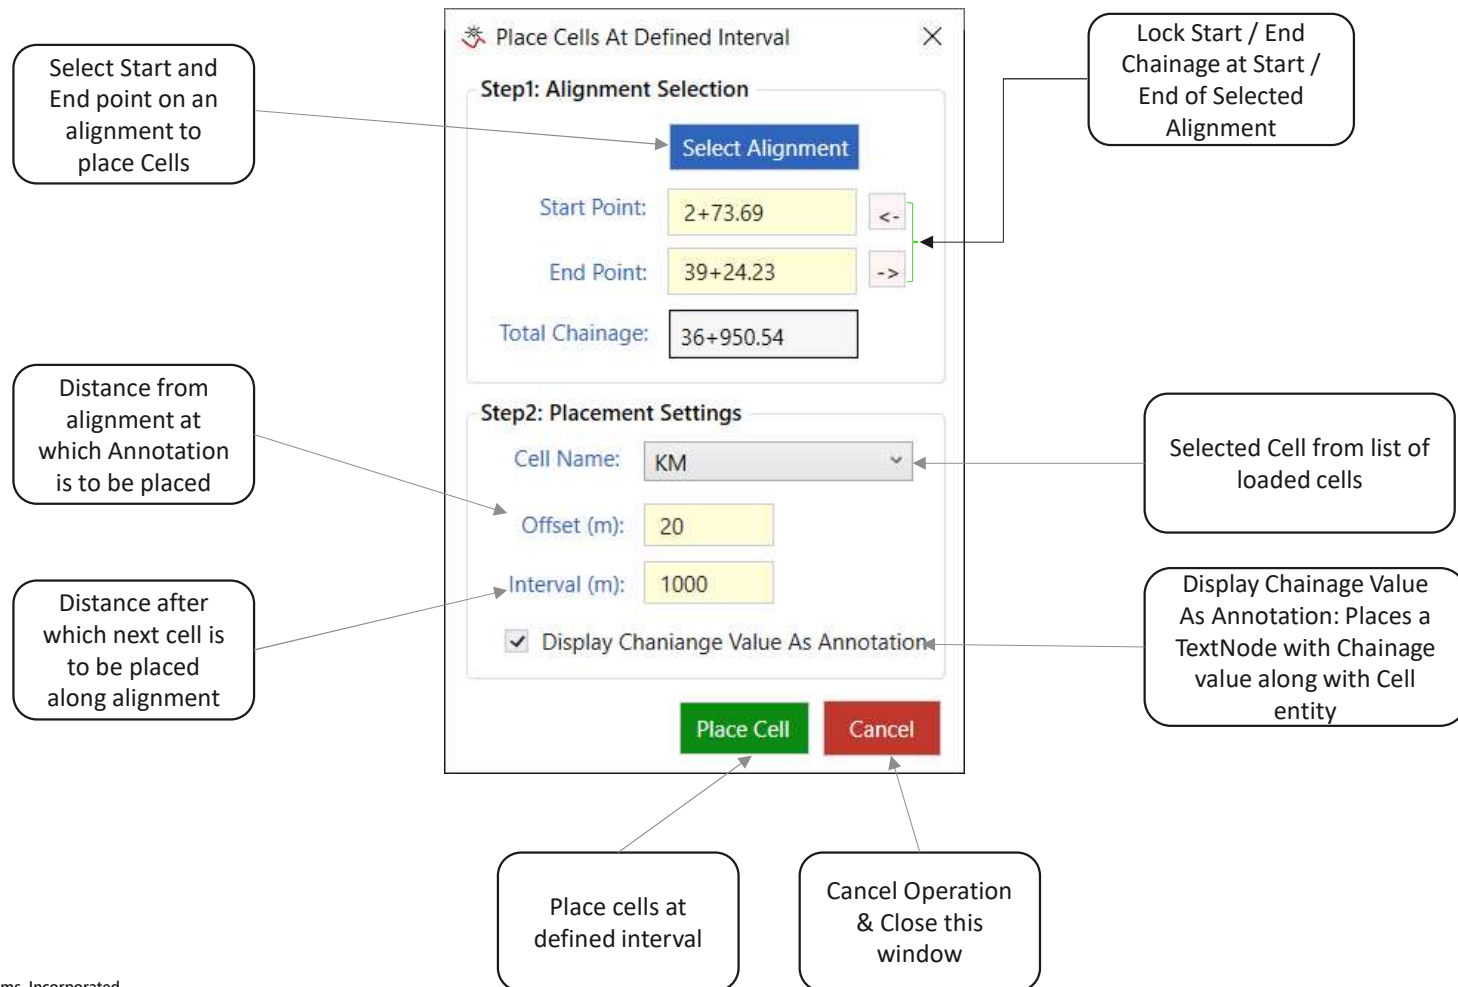 Place Cells At Defined Interval
Select Start and
End point on an
alignment to
place Cells
Lock Start / End
Chainage at Start /
End of Selected
Alignment
Step1: Alignment Selection
Select Alignment
Start Point:
2+73.69
<-
End Point:
39+24.23
->
Total Chainage:
36+950.54
Distance from
alignment at
which Annotation
is to be placed
Step2: Placement Settings
Cell Name:
KM
Selected Cell from list of
loaded cells
Offset (m):
20
Interval (m):
1000
Distance after
which next cell is
to be placed
along alignment
Display Chaniange Value As Annotation
Display Chainage Value
As Annotation: Places a
TextNode with Chainage
value along with Cell
entity
Place Cell
Cancel
Place cells at
defined interval
Cancel Operation
& Close this
window